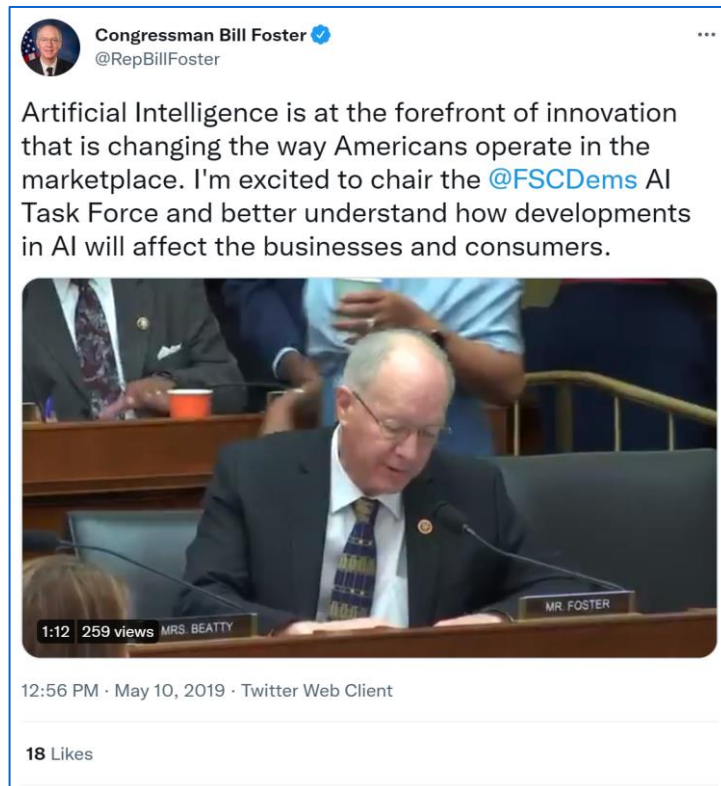 Congressman Bill Foster
@RepBillFoster
Artificial Intelligence is at the forefront of innovation
that is changing the way Americans operate in the
marketplace. I'm excited to chair the @FSCDems AI
Task Force and better understand how developments
in AI will affect the businesses and consumers.
MR. FOSTER
1:12 259 views MRS. BEATTY
12:56 PM · May 10, 2019 · Twitter Web Client
18 Likes